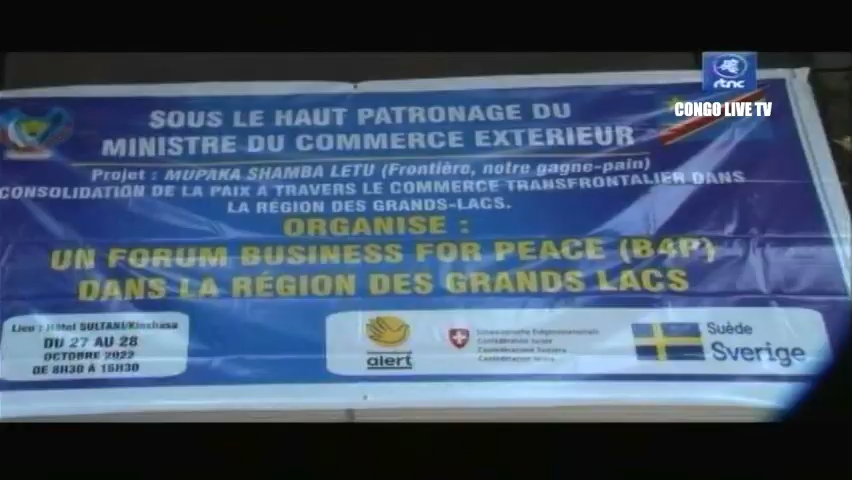 rtnc
CONGO LIVE TV
SOUS LE HAUT PATRONAGE DU
MINISTRE DU COMMERCE EXTERIEUR
Projet : MUPAKA SHAMBA LETU (Frontière, notre gagne-pain)
CONSOLIDATION DE LA PAIX A TRAVERS LE COMMERCE TRANSFRONTALIER DANS
LA RÉGION DES GRANDS-LACS.
ORGANISE :
UN FORUM BUSINESS FOR PEACE (B4P)
DANS LA RÉGION DES GRANDS LACS
Lieu : Hôtel SULTANI/Kinshasa
DU 27 AU 28
OCTOBRE 2022
DE 8H30 À 15H30
alert
Schweizerische Eidgenossenschaft
Confédération suisse
Confederazione Svizzera
Confederaziun svizra
Suède
Sverige